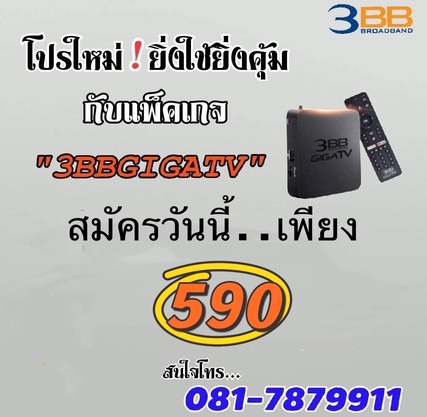 3BB
BROADBAND
โปรใหม่ ! ยิ่งใช้ยิ่งคุ้ม
กับแพ็คเกจ
3BB
GIGATV
"3BBGIGATV"
สมัครวันนี้..เพียง
590
สนใจโทร...
081-7879911